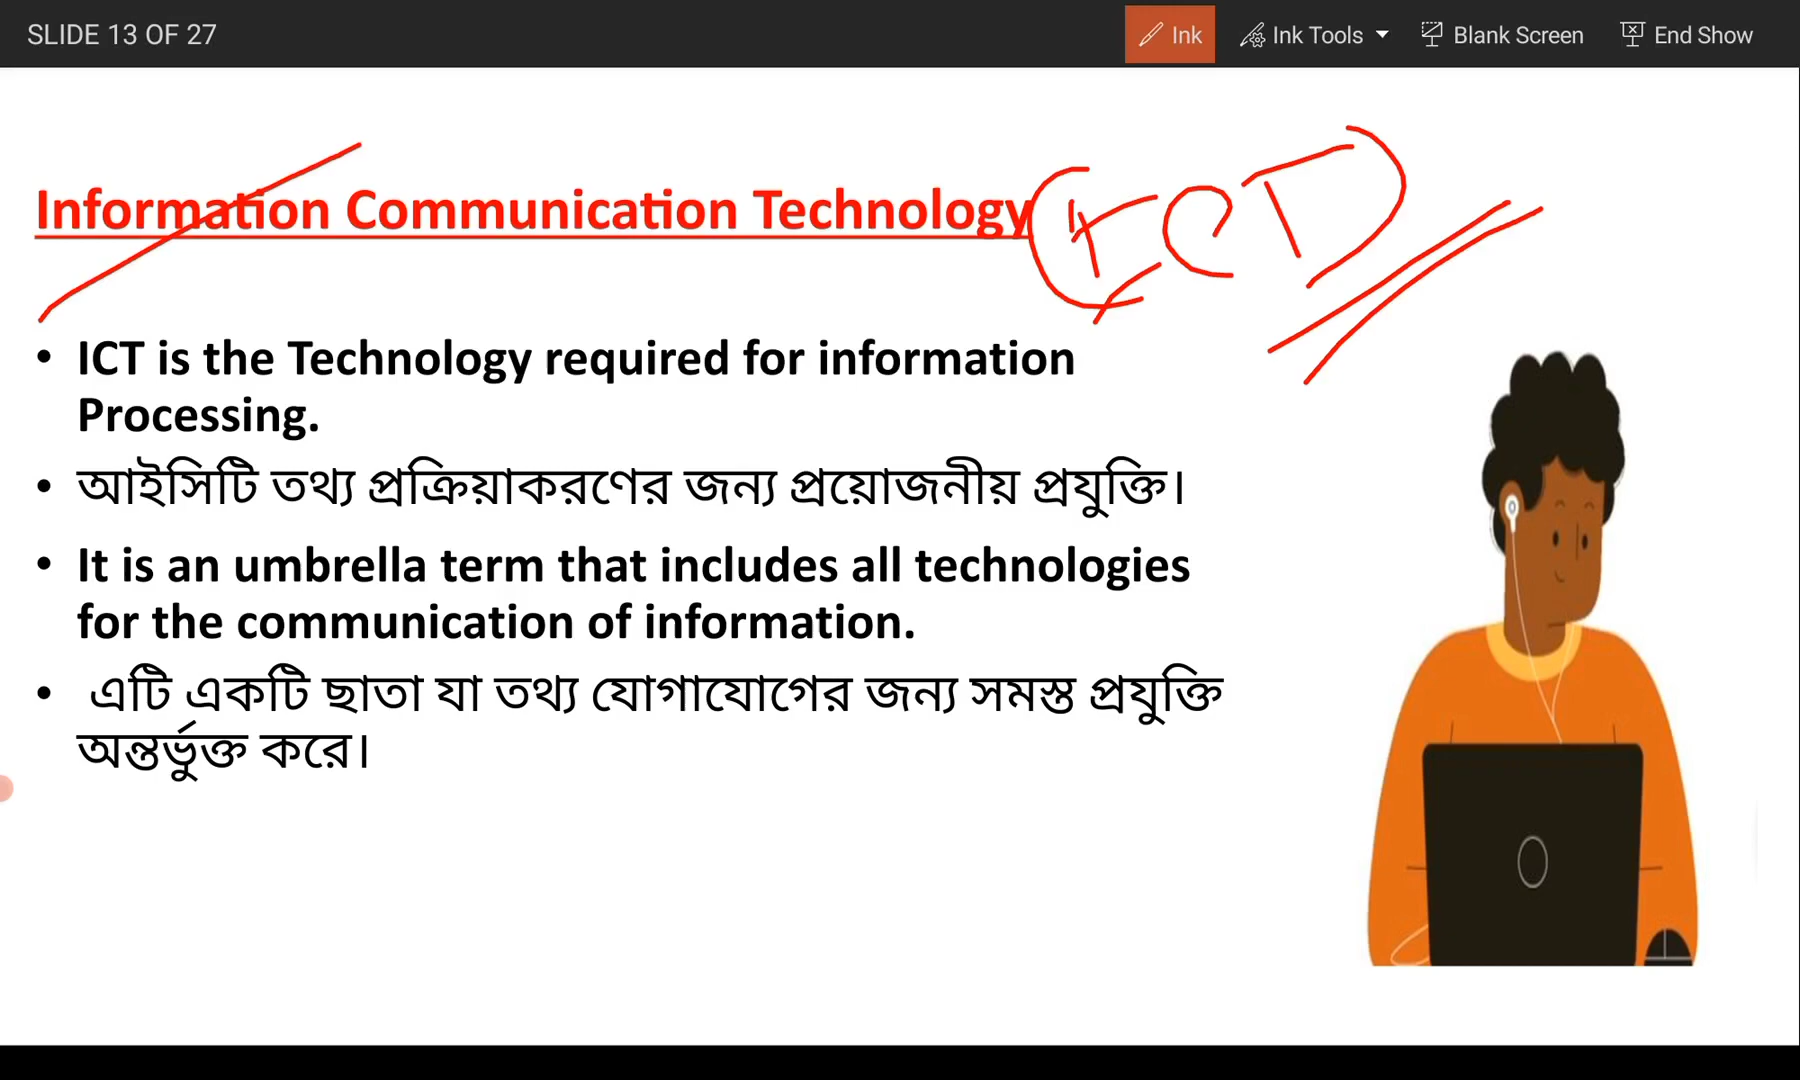 SLIDE 13 OF 27
Ink
Ink Tools
Blank Screen
End Show
Information Communication Technology (ICT)
• ICT is the Technology required for information
Processing.
• আইসিটি তথ্য প্রক্রিয়াকরণের জন্য প্রয়োজনীয় প্রযুক্তি।
• It is an umbrella term that includes all technologies
for the communication of information.
• এটি একটি ছাতা যা তথ্য যোগাযোগের জন্য সমস্ত প্রযুক্তি
অন্তর্ভুক্ত করে।